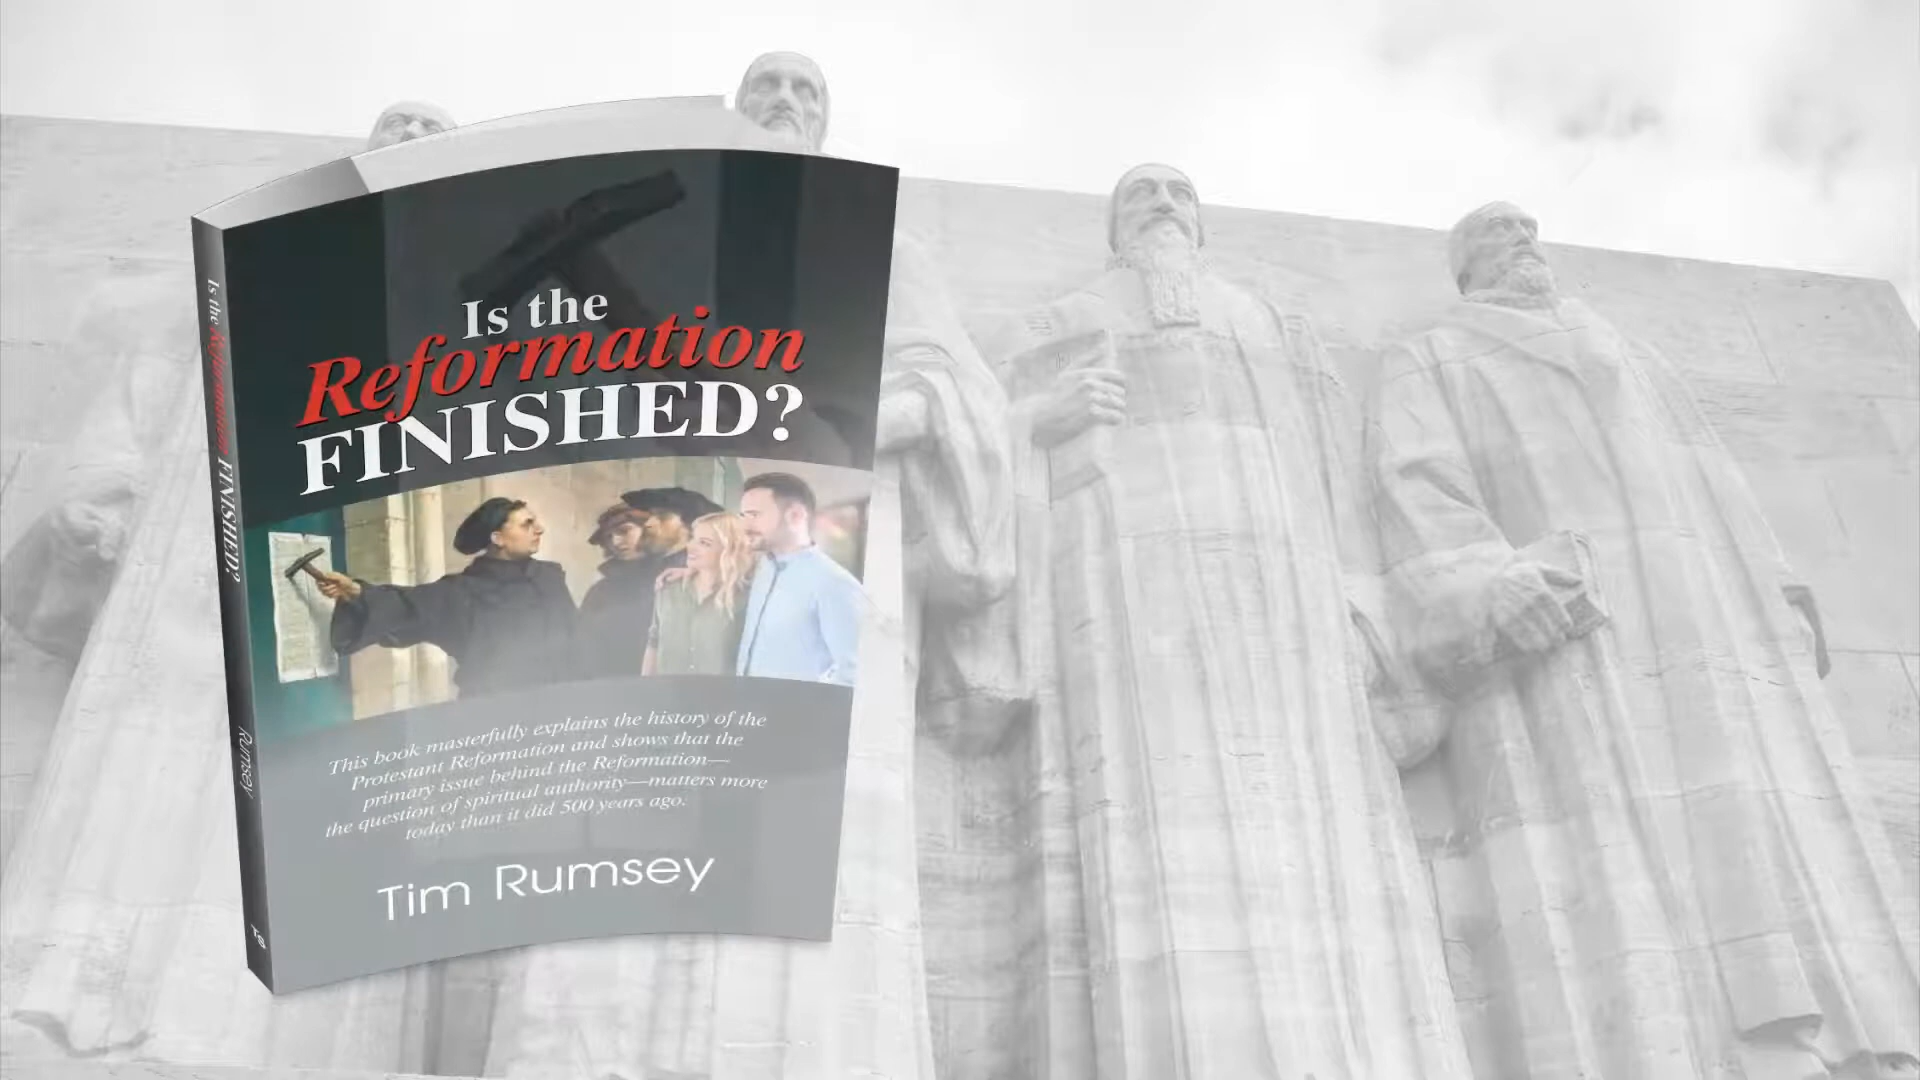 Is the
Reformation
FINISHED?
This book masterfully explains the history of the
Protestant Reformation and shows that the
primary issue behind the Reformation—
the question of spiritual authority—matters more
today than it did 500 years ago.
Tim Rumsey
Is the Reformation FINISHED?
Rumsey
TS